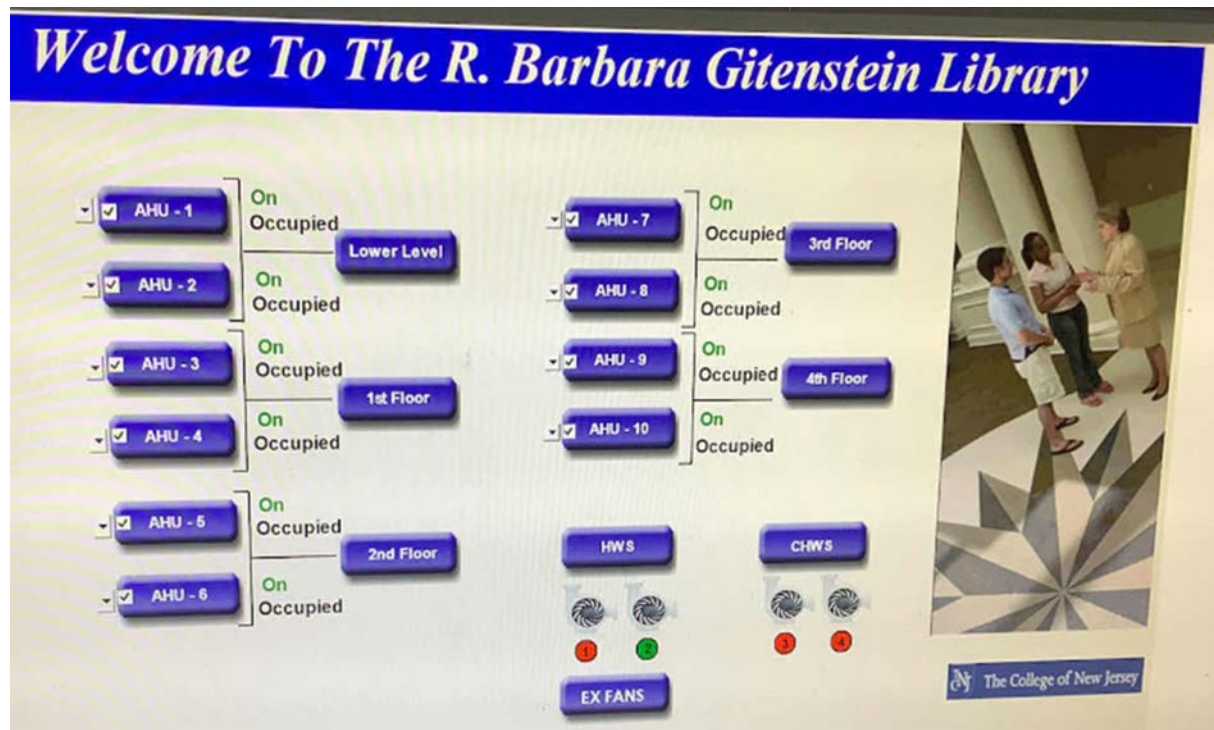 Welcome To The R. Barbara Gitenstein Library
AHU - 1
On
Occupied
Lower Level
AHU - 2
On
Occupied
AHU - 3
On
Occupied
1st Floor
AHU - 4
On
Occupied
AHU - 5
On
Occupied
2nd Floor
AHU - 6
On
Occupied
AHU - 7
On
Occupied
3rd Floor
AHU - 8
On
Occupied
AHU - 9
On
Occupied
4th Floor
AHU - 10
On
Occupied
HWS
1
2
CHWS
3
4
EX FANS
TCNJ The College of New Jersey